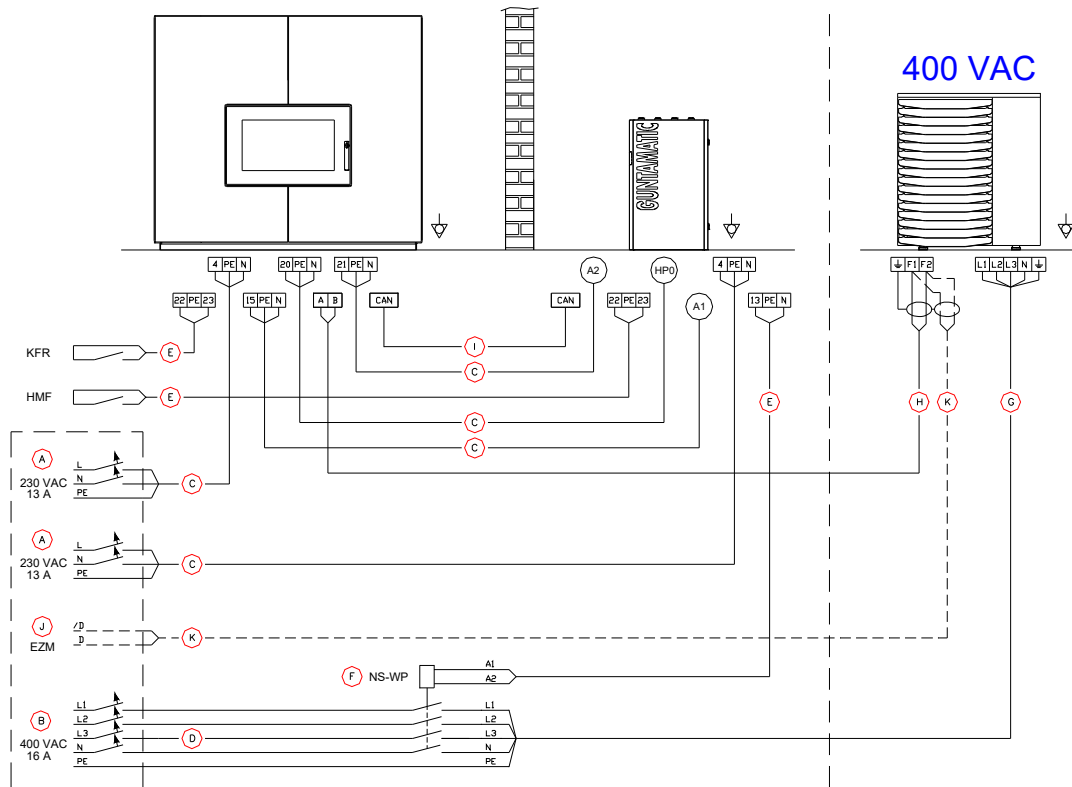 400 VAC
GUNTAMATIC
4 PE N
20 PE N
21 PE N
A2
HP0
4 PE N
F1 F2
L1 L2 L3 N
22 PE 23
15 PE N
A B
CAN
CAN
22 PE 23
A1
13 PE N
KFR
E
I
C
HMF
E
C
E
H
K
G
C
A
L
N
PE
230 VAC
13 A
C
A
L
N
PE
230 VAC
13 A
C
J
/D
D
EZM
K
F
NS-WP
A1
A2
B
L1
L2
L3
N
PE
400 VAC
16 A
D
L1
L2
L3
N
PE